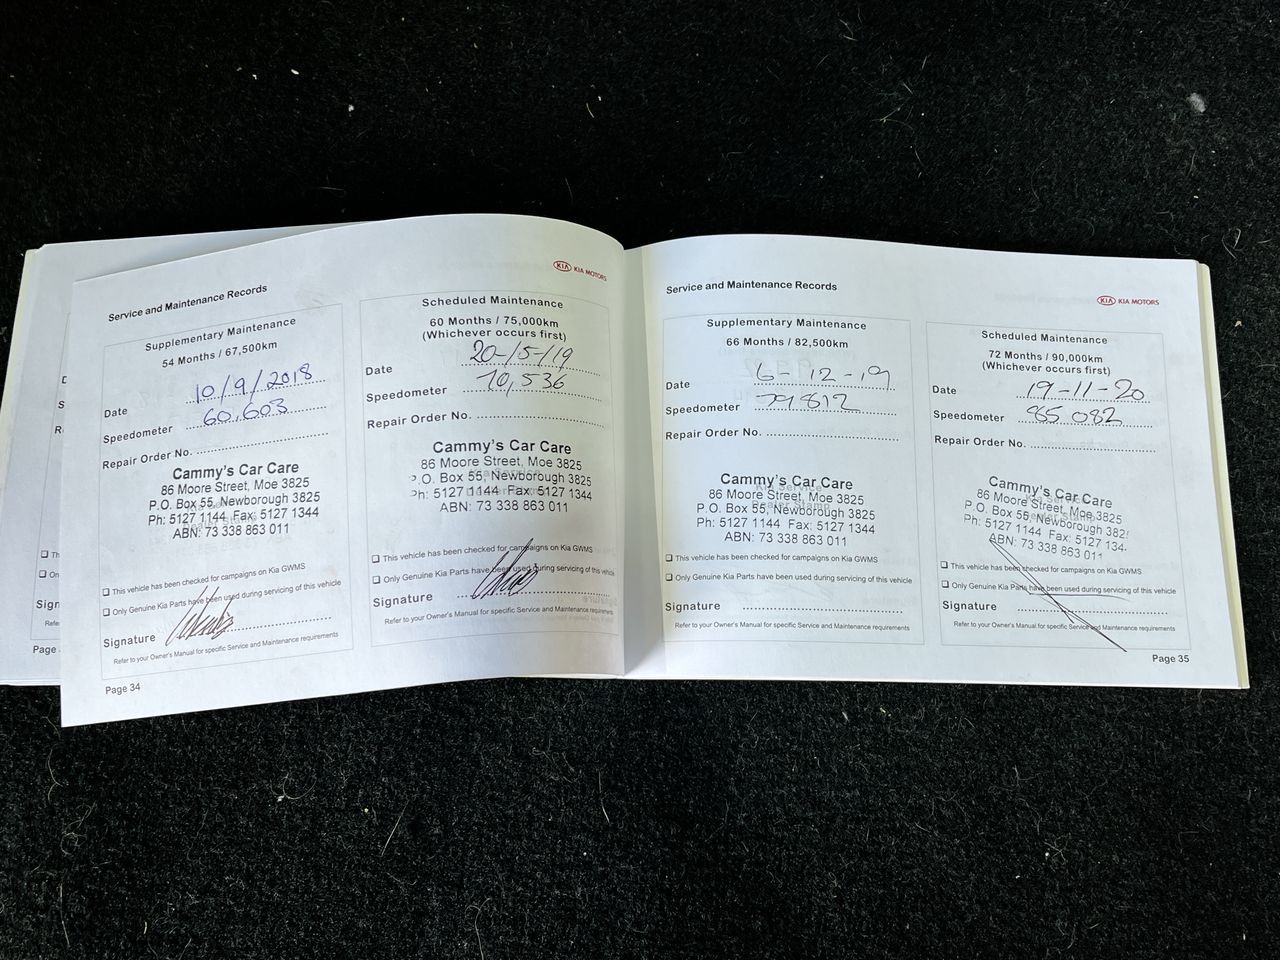 Service and Maintenance Records
KIA KIA MOTORS
Supplementary Maintenance
54 Months / 67,500km
Date 10/9/2018
Speedometer 60,603
Repair Order No.
Cammy's Car Care
86 Moore Street, Moe 3825
P.O. Box 55, Newborough 3825
Ph: 5127 1144 Fax: 5127 1344
ABN: 73 338 863 011
❑ This vehicle has been checked for campaigns on Kia GWMS
❑ Only Genuine Kia Parts have been used during servicing of this vehicle
Signature
Refer to your Owner's Manual for specific Service and Maintenance requirements
Page 34
Scheduled Maintenance
60 Months / 75,000km
(Whichever occurs first)
Date 20-/5-/19
Speedometer 70,536
Repair Order No.
Cammy's Car Care
86 Moore Street, Moe 3825
P.O. Box 55, Newborough 3825
Ph: 5127 1144 Fax: 5127 1344
ABN: 73 338 863 011
❑ This vehicle has been checked for campaigns on Kia GWMS
❑ Only Genuine Kia Parts have been used during servicing of this vehicle
Signature
Refer to your Owner's Manual for specific Service and Maintenance requirements
Service and Maintenance Records
KIA KIA MOTORS
Supplementary Maintenance
66 Months / 82,500km
Date 6-12-19
Speedometer 79812
Repair Order No.
Kia Service
Dealer Stamp
Cammy's Car Care
86 Moore Street, Moe 3825
P.O. Box 55, Newborough 3825
Ph: 5127 1144 Fax: 5127 1344
ABN: 73 338 863 011
❑ This vehicle has been checked for campaigns on Kia GWMS
❑ Only Genuine Kia Parts have been used during servicing of this vehicle
Signature
Refer to your Owner's Manual for specific Service and Maintenance requirements
Scheduled Maintenance
72 Months / 90,000km
(Whichever occurs first)
Date 19-11-20
Speedometer 85 082
Repair Order No.
Cammy's Car Care
86 Moore Street, Moe 3825
P.O. Box 55, Newborough 382
Ph: 5127 1144 Fax: 5127 134
ABN: 73 338 863 011
❑ This vehicle has been checked for campaigns on Kia GWMS
❑ Only Genuine Kia Parts have been used during servicing of this vehicle
Signature
Refer to your Owner's Manual for specific Service and Maintenance requirements
Page 35